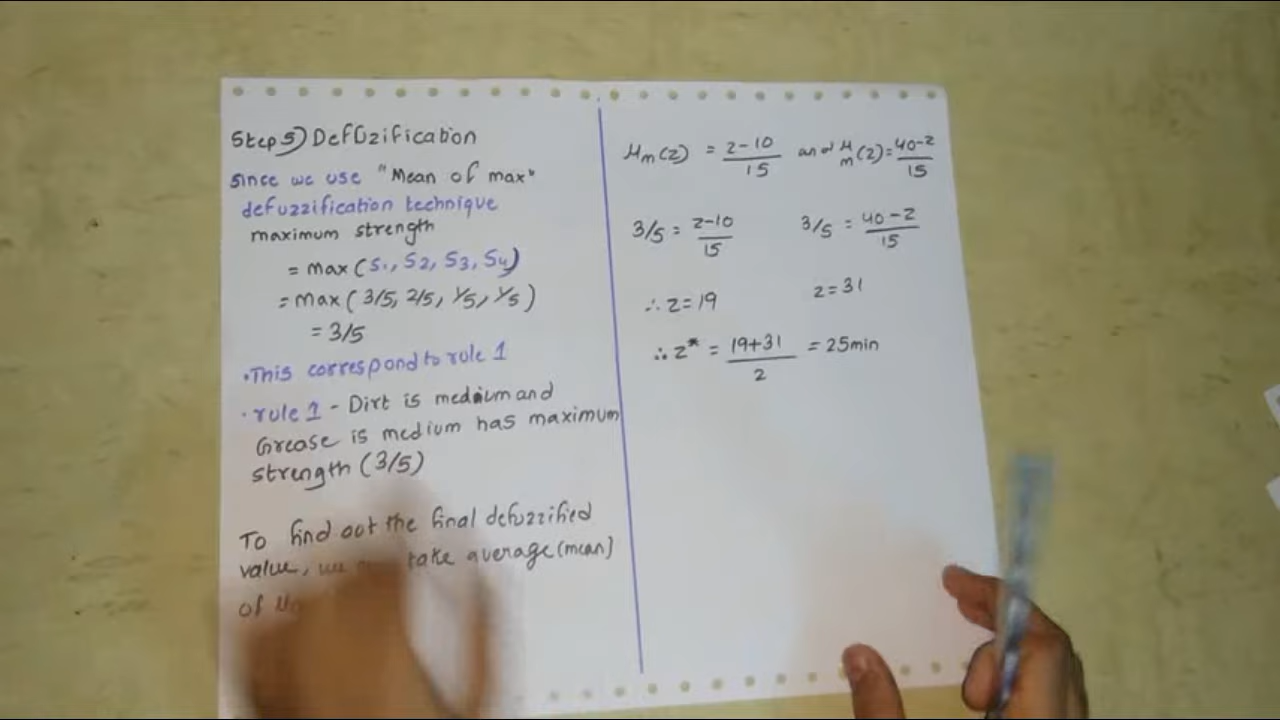 Step 5) Defuzification
Since we use "Mean of max"
defuzzification technique
maximum strength
= max (S1, S2, S3, S4)
= max ( 3/5, 2/5, 1/5, 1/5 )
= 3/5
• This correspond to rule 1
• rule 1 - Dirt is medium and
Grease is medium has maximum
strength (3/5)
To find out the final defuzzified
value, we take average (mean)
of
μm(z) = z-10/15 and μm(z) = 40-z/15
3/5 = z-10/15 3/5 = 40-z/15
∴ z = 19 z = 31
∴ z* = 19+31/2 = 25min